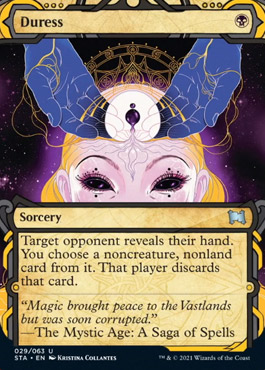 Duress
Sorcery
Target opponent reveals their hand.
You choose a noncreature, nonland
card from it. That player discards
that card.
“Magic brought peace to the Vastlands
but was soon corrupted.”
—The Mystic Age: A Saga of Spells
029/063 U
STA • EN Kristina Collantes
™ & © 2021 Wizards of the Coast